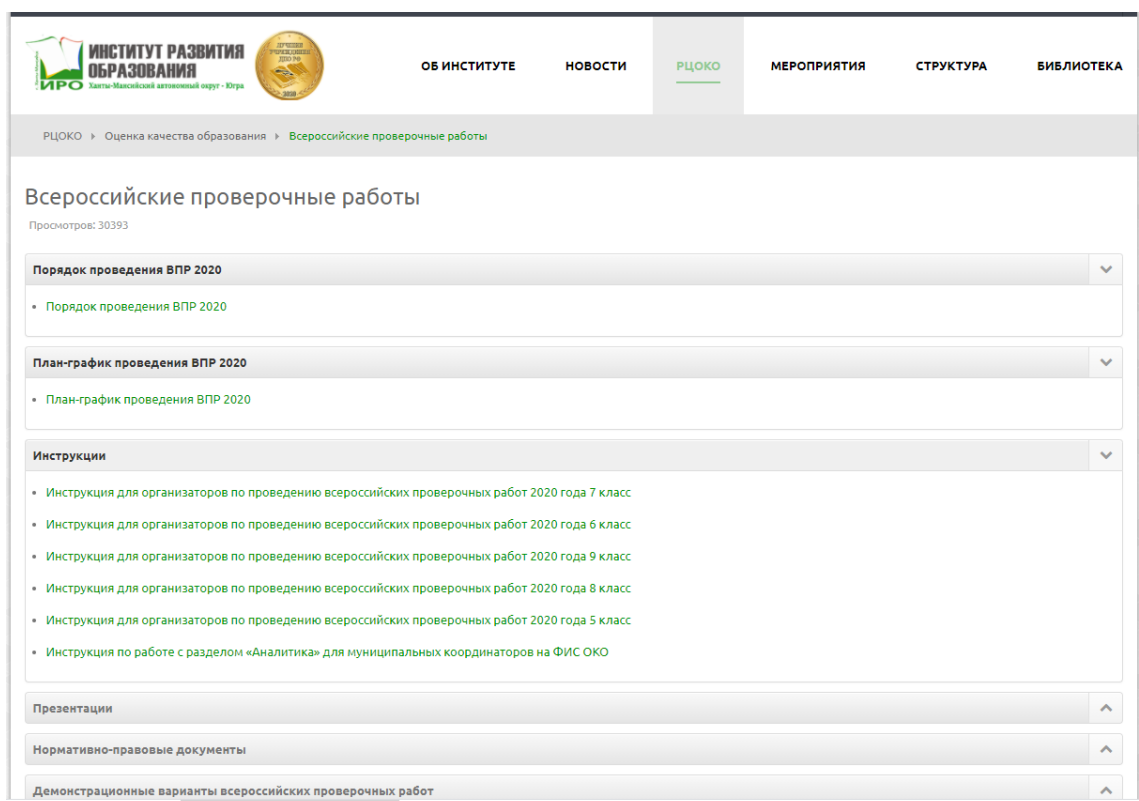 ИНСТИТУТ РАЗВИТИЯ
ОБРАЗОВАНИЯ
ИРО Ханты-Мансийский автономный округ - Югра
2018
ОБ ИНСТИТУТЕ НОВОСТИ РЦОКО МЕРОПРИЯТИЯ СТРУКТУРА БИБЛИОТЕКА
РЦОКО Оценка качества образования Всероссийские проверочные работы
Всероссийские проверочные работы
Просмотров: 30393
Порядок проведения ВПР 2020
• Порядок проведения ВПР 2020
План-график проведения ВПР 2020
• План-график проведения ВПР 2020
Инструкции
• Инструкция для организаторов по проведению всероссийских проверочных работ 2020 года 7 класс
• Инструкция для организаторов по проведению всероссийских проверочных работ 2020 года 6 класс
• Инструкция для организаторов по проведению всероссийских проверочных работ 2020 года 9 класс
• Инструкция для организаторов по проведению всероссийских проверочных работ 2020 года 8 класс
• Инструкция для организаторов по проведению всероссийских проверочных работ 2020 года 5 класс
• Инструкция по работе с разделом «Аналитика» для муниципальных координаторов на ФИС ОКО
Презентации
Нормативно-правовые документы
Демонстрационные варианты всероссийских проверочных работ